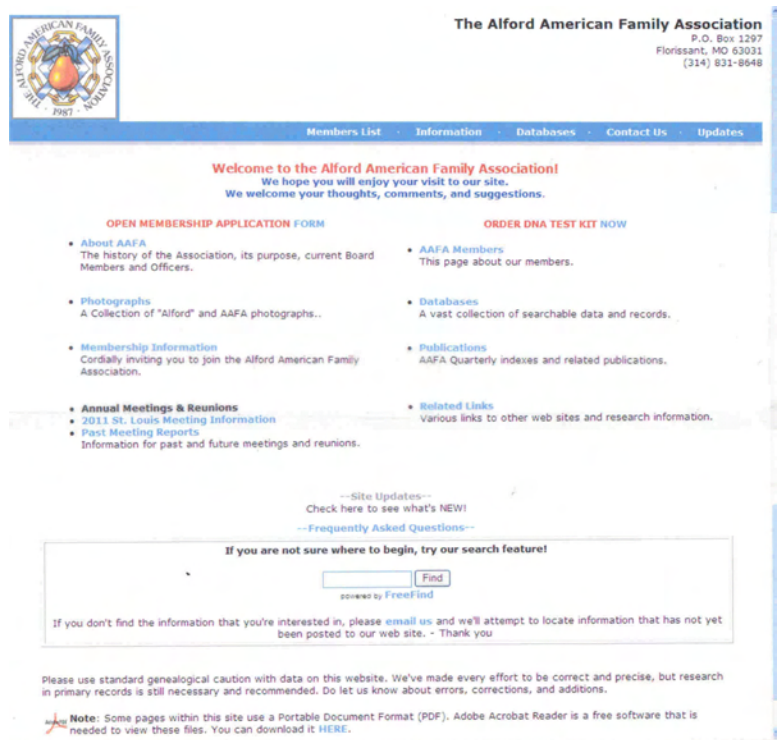 The Alford American Family Association
P.O. Box 1297
Florissant, MO 63031
(314) 831-8648
THE ALFORD AMERICAN FAMILY ASSOCIATION
· 1987 ·
Members List · Information · Databases · Contact Us · Updates
Welcome to the Alford American Family Association!
We hope you will enjoy your visit to our site.
We welcome your thoughts, comments, and suggestions.
OPEN MEMBERSHIP APPLICATION FORM
• About AAFA
The history of the Association, its purpose, current Board
Members and Officers.
• Photographs
A Collection of "Alford" and AAFA photographs..
• Membership Information
Cordially inviting you to join the Alford American Family
Association.
• Annual Meetings & Reunions
• 2011 St. Louis Meeting Information
• Past Meeting Reports
Information for past and future meetings and reunions.
ORDER DNA TEST KIT NOW
• AAFA Members
This page about our members.
• Databases
A vast collection of searchable data and records.
• Publications
AAFA Quarterly indexes and related publications.
• Related Links
Various links to other web sites and research information.
--Site Updates--
Check here to see what's NEW!
--Frequently Asked Questions--
If you are not sure where to begin, try our search feature!
Find
powered by FreeFind
If you don't find the information that you're interested in, please email us and we'll attempt to locate information that has not yet
been posted to our web site. - Thank you
Please use standard genealogical caution with data on this website. We've made every effort to be correct and precise, but research
in primary records is still necessary and recommended. Do let us know about errors, corrections, and additions.
Note: Some pages within this site use a Portable Document Format (PDF). Adobe Acrobat Reader is a free software that is
needed to view these files. You can download it HERE.